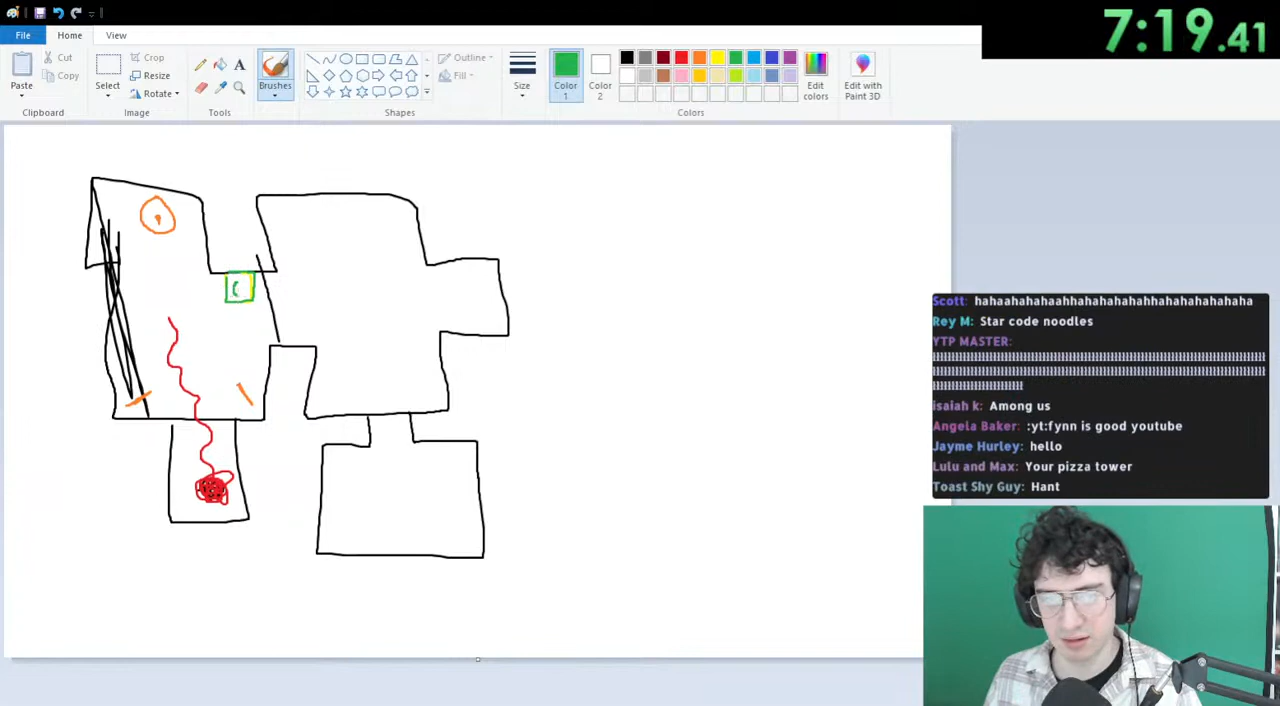 7:19.41
File
Home
View
Paste
Cut
Copy
Clipboard
Select
Crop
Resize
Rotate
Image
A
Tools
Brushes
Outline
Fill
Shapes
Size
Color 1
Color 2
Edit colors
Edit with Paint 3D
Colors
Scott: hahaahahahaahhahahahahahhahahahahahaha
Rey M: Star code noodles
YTP MASTER:
isaiah k: Among us
Angela Baker: :yt:fynn is good youtube
Jayme Hurley: hello
Lulu and Max: Your pizza tower
Toast Shy Guy: Hant